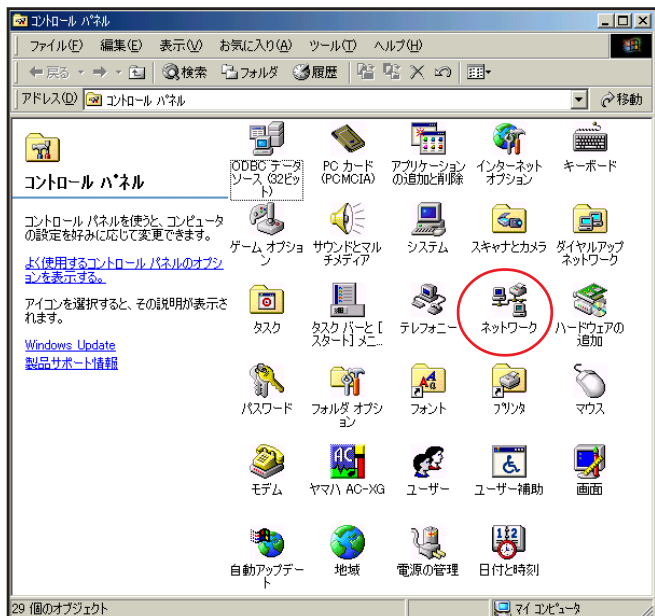 コントロール パネル
ファイル(F) 編集(E) 表示(V) お気に入り(A) ツール(T) ヘルプ(H)
戻る 検索 フォルダ 履歴
アドレス(D) コントロール パネル 移動
コントロール パネル
コントロール パネルを使うと、コンピュータ
の設定を好みに応じて変更できます。
よく使用するコントロール パネルのオプシ
ョンを表示する。
アイコンを選択すると、その説明が表示さ
れます。
Windows Update
製品サポート情報
ODBC データ
ソース (32ビッ
ト)
PC カード
(PCMCIA)
アプリケーション
の追加と削除
インターネット
オプション
キーボード
ゲーム オプショ
ン
サウンドとマル
チメディア
システム
スキャナとカメラ
ダイヤルアップ
ネットワーク
タスク
タスク バーと [
スタート] メニ...
テレフォニー
ネットワーク
ハードウェアの
追加
パスワード
フォルダ オプシ
ョン
フォント
プリンタ
マウス
モデム
ヤマハ AC-XG
ユーザー
ユーザー補助
画面
自動アップデー
ト
地域
電源の管理
日付と時刻
29 個のオブジェクト
マイ コンピュータ